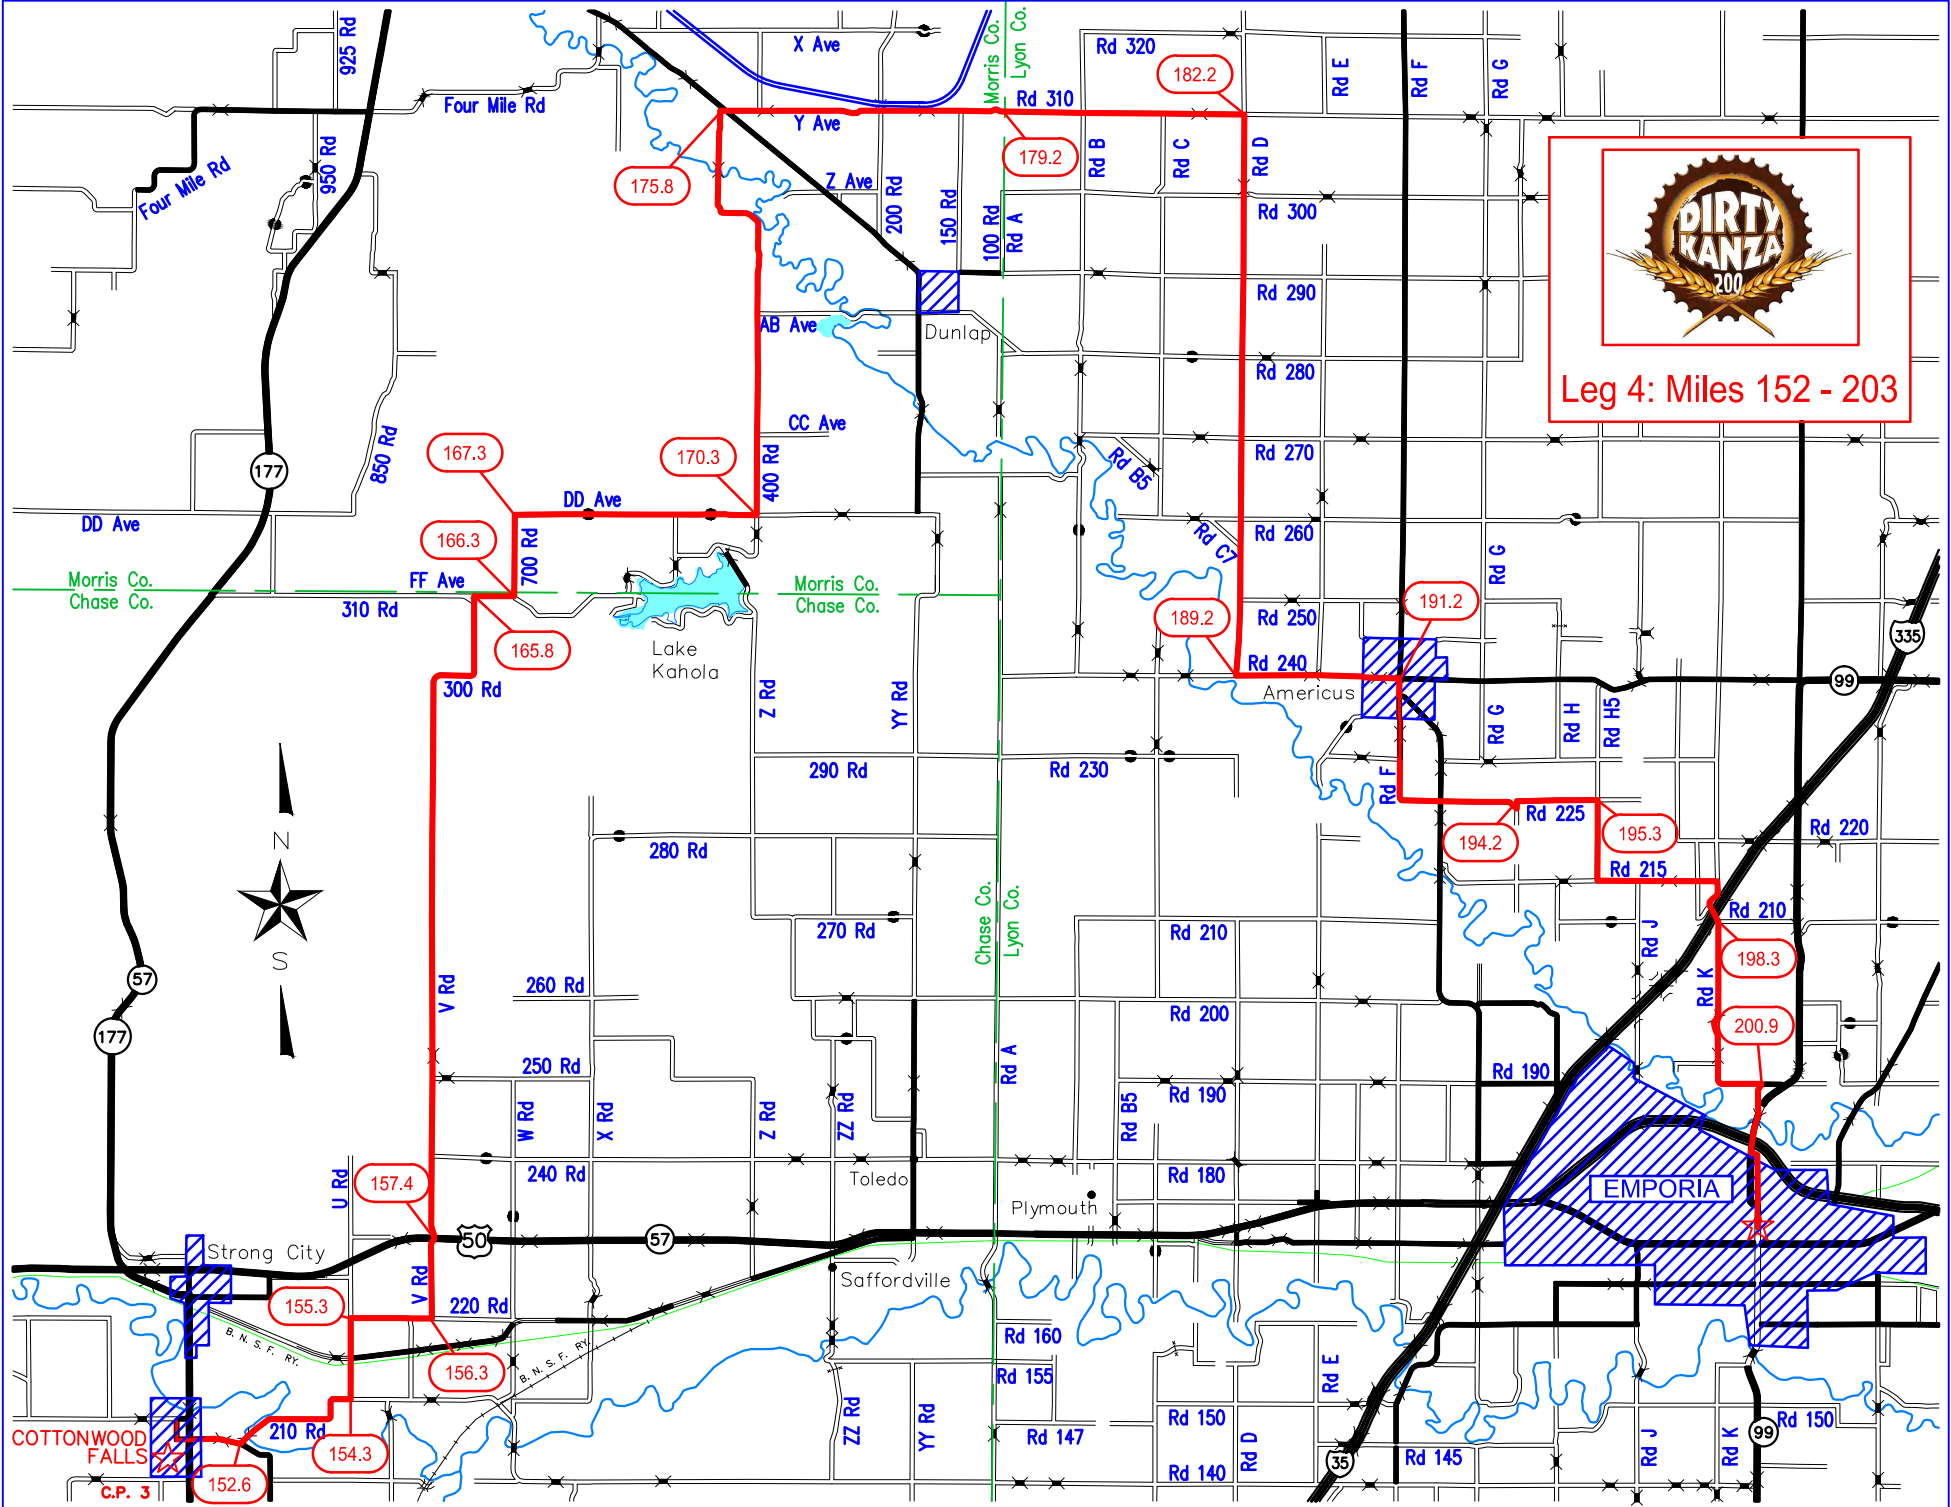 925 Rd
X Ave
Morris Co.
Lyon Co.
Rd 320
182.2
Rd E
Rd F
Rd G
Four Mile Rd
Rd 310
Y Ave
179.2
Rd B
Rd C
Rd D
950 Rd
Four Mile Rd
175.8
Z Ave
200 Rd
150 Rd
100 Rd
Rd A
Rd 300
DIRTY
KANZA
200
Leg 4: Miles 152 - 203
Rd 290
AB Ave
Dunlap
Rd 280
CC Ave
850 Rd
167.3
170.3
400 Rd
Rd B5
Rd 270
177
DD Ave
DD Ave
166.3
700 Rd
Rd C7
Rd 260
Rd G
Morris Co.
Chase Co.
FF Ave
310 Rd
Morris Co.
Chase Co.
165.8
Lake
Kahola
189.2
Rd 250
191.2
335
300 Rd
Z Rd
YY Rd
Rd 240
Americus
99
Rd G
Rd H
Rd H5
290 Rd
Rd 230
Rd F
N
S
280 Rd
194.2
Rd 225
195.3
Rd 220
Rd 215
270 Rd
Chase Co.
Lyon Co.
Rd 210
Rd J
Rd 210
198.3
57
177
V Rd
260 Rd
Rd 200
Rd K
200.9
250 Rd
Rd A
Rd 190
Rd 190
W Rd
X Rd
Z Rd
ZZ Rd
Rd B5
U Rd
157.4
240 Rd
Toledo
Rd 180
Plymouth
EMPORIA
50
57
Strong City
Saffordville
155.3
V Rd
220 Rd
B. N. S. F. RY.
156.3
B. N. S. F. RY.
Rd 160
Rd 155
Rd E
COTTONWOOD
FALLS
C.P. 3
210 Rd
154.3
152.6
ZZ Rd
YY Rd
Rd 147
Rd 150
Rd D
Rd 140
35
Rd 145
Rd J
Rd K
99
Rd 150